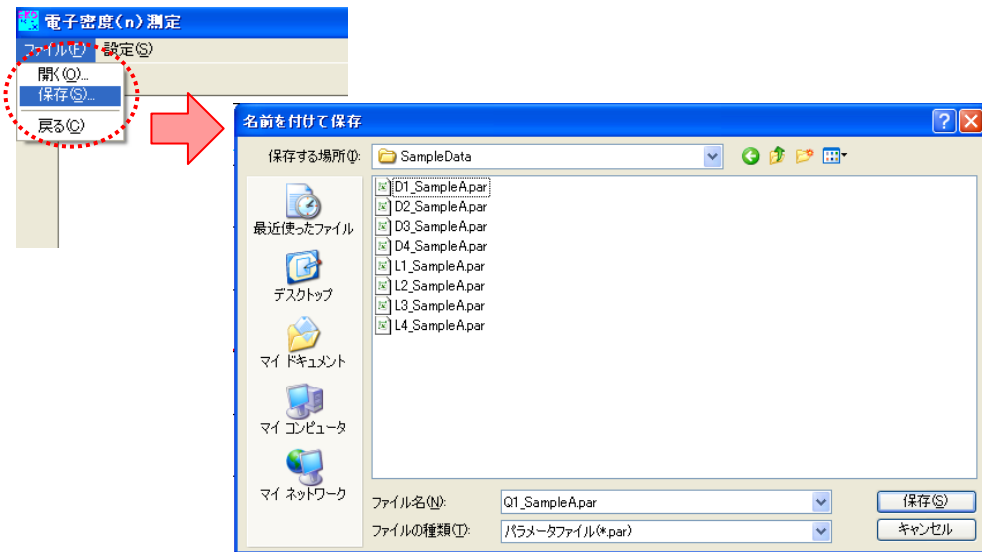 電子密度(n)測定
ファイル(F) 設定(S)
開く(O)...
保存(S)...
戻る(C)
名前を付けて保存
保存する場所(I):
SampleData
最近使ったファイル
デスクトップ
マイ ドキュメント
マイ コンピュータ
マイ ネットワーク
D1_SampleA.par
D2_SampleA.par
D3_SampleA.par
D4_SampleA.par
L1_SampleA.par
L2_SampleA.par
L3_SampleA.par
L4_SampleA.par
ファイル名(N): Q1_SampleA.par 保存(S)
ファイルの種類(T): パラメータファイル(*.par) キャンセル